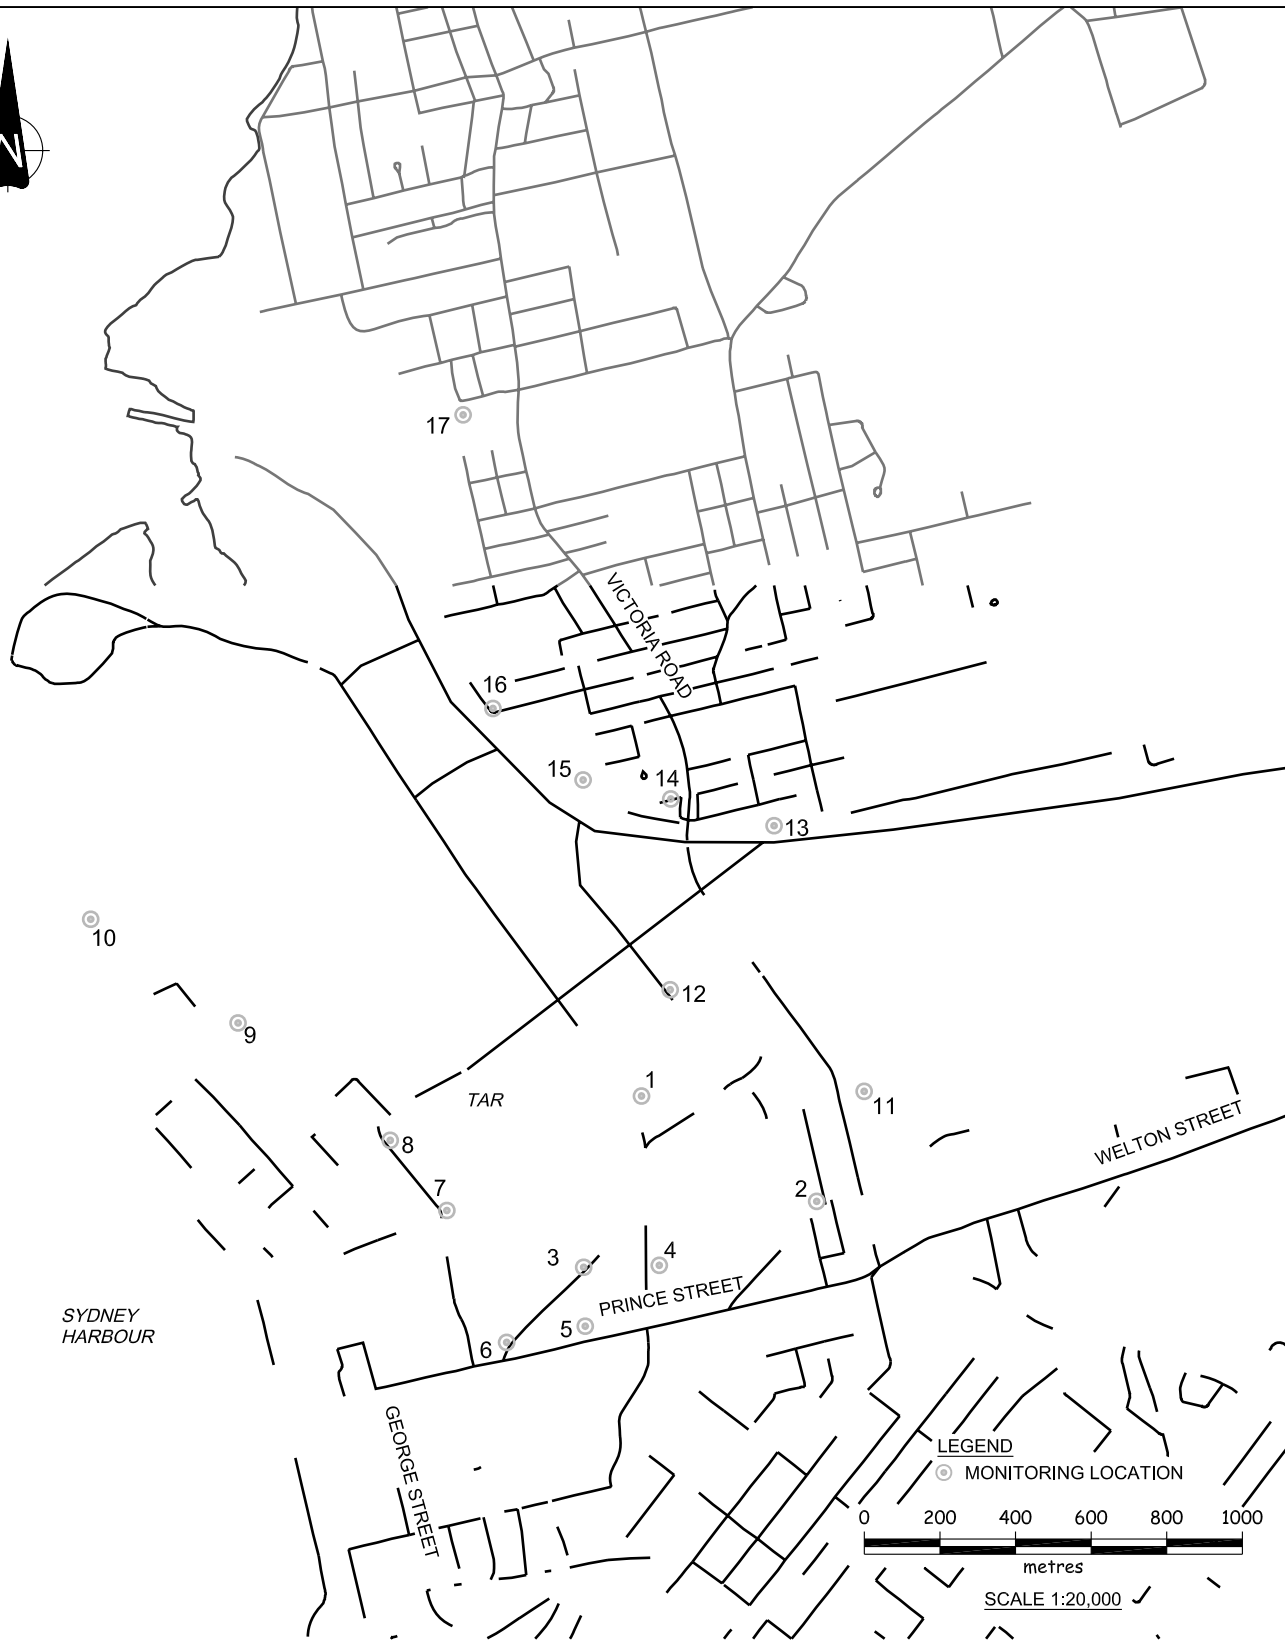 N
17
VICTORIA ROAD
16
15
14
13
10
12
9
1
TAR
11
8
WELTON STREET
7
2
3
4
PRINCE STREET
SYDNEY
HARBOUR
5
6
GEORGE STREET
LEGEND
MONITORING LOCATION
0 200 400 600 800 1000
metres
SCALE 1:20,000